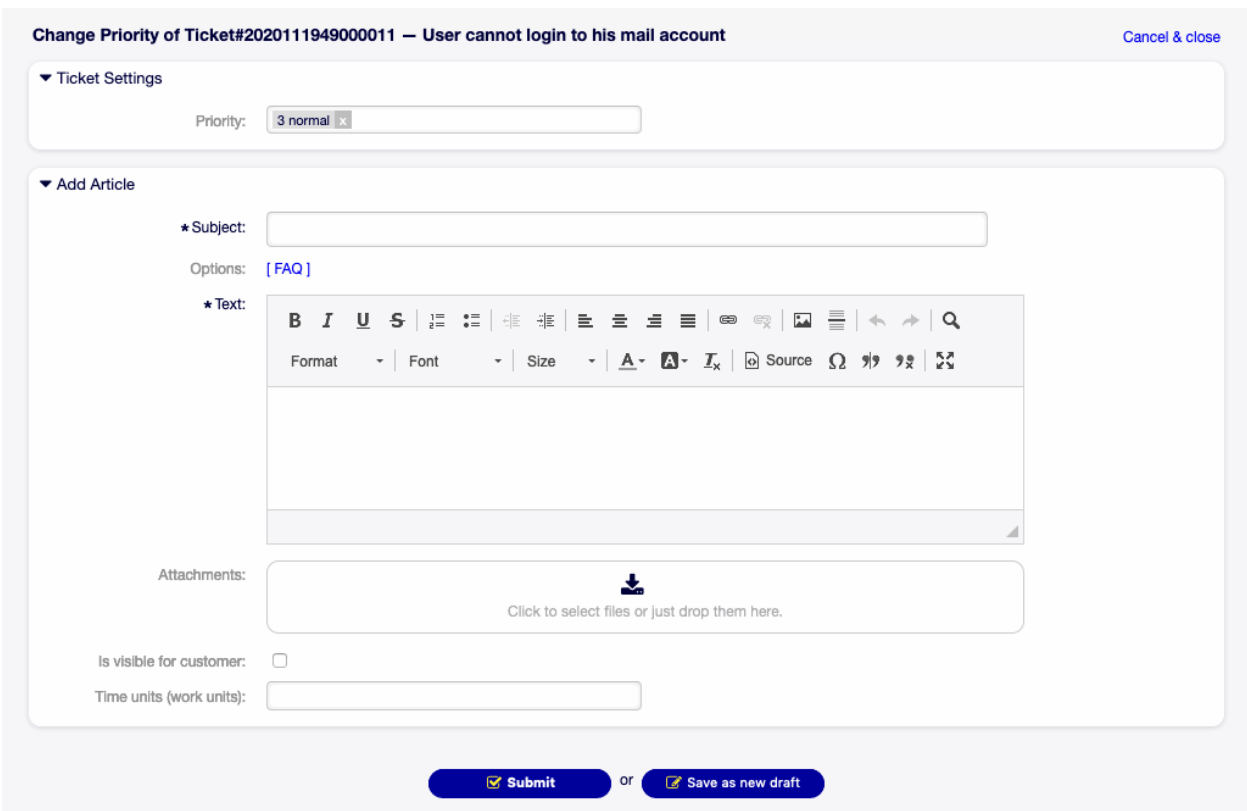 Change Priority of Ticket#2020111949000011 — User cannot login to his mail account
Cancel & close
Ticket Settings
Priority: 3 normal x
Add Article
* Subject:
Options: [ FAQ ]
* Text:
B I U S
Format Font Size A A Ix Source Ω
Attachments:
Click to select files or just drop them here.
Is visible for customer:
Time units (work units):
Submit or Save as new draft